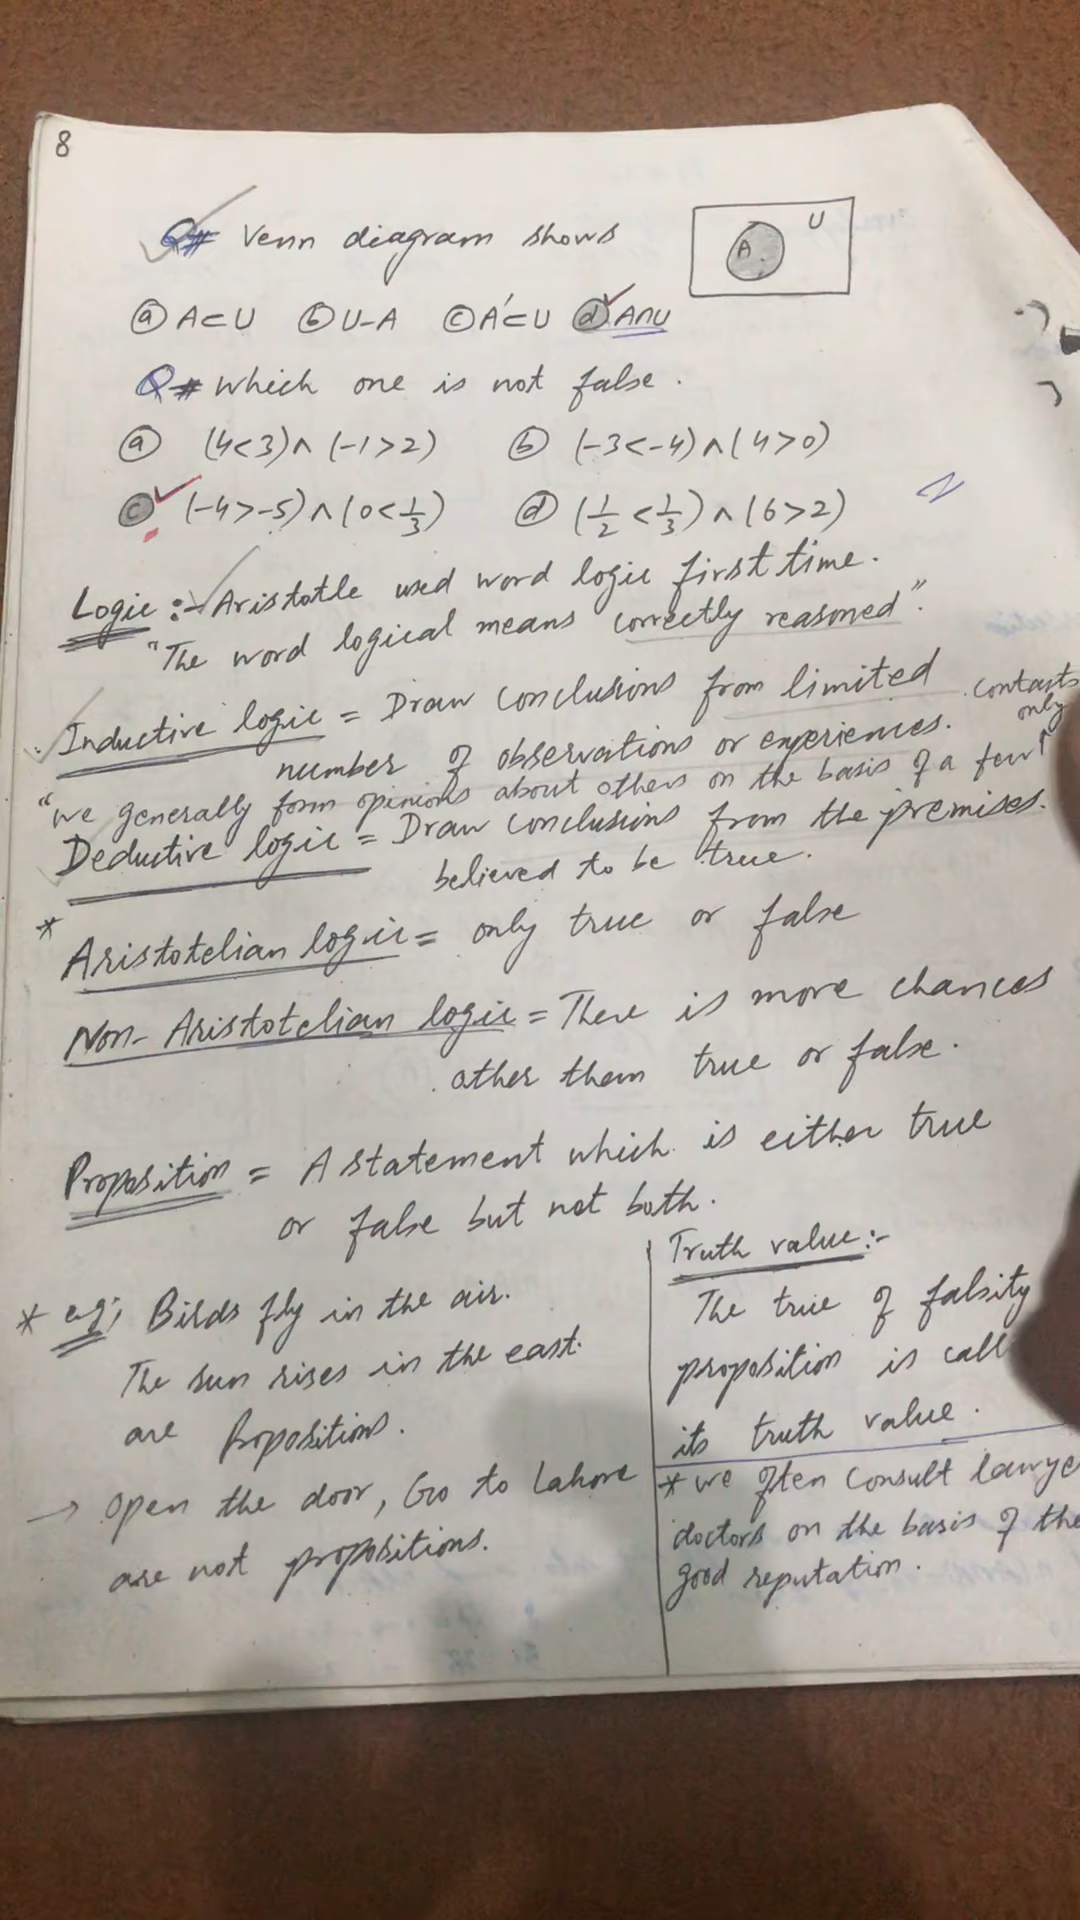 8
Q# Venn diagram shows
A U
ⓐ A⊂U ⓑ U-A ⓒ A'⊂U ⓓ A∩U
Q# which one is not false.
ⓐ (4<3)∧(-1>2) ⓑ (-3<-4)∧(4>0)
ⓒ (-4>-5)∧(0<1/3) ⓓ (1/2<1/3)∧(6>2)
Logic :- Aristotle used word logic first time.
"The word logical means correctly reasoned".
Inductive logic = Draw conclusions from limited
number of observations or experiences. contacts
only
"we generally form opinions about others on the basis of a few
Deductive logic = Draw conclusions from the premises.
believed to be true.
* Aristotelian logic = only true or false
Non-Aristotelian logic = There is more chances
other them true or false.
Proposition = A statement which is either true
or false but not both.
* e.g; Birds fly in the air.
The sun rises in the east.
are Propositions.
→ Open the door, Go to Lahore
are not propositions.
Truth value:-
The true of falsity
proposition is call
its truth value.
* we often consult lawye
doctors on the basis of the
good reputation.